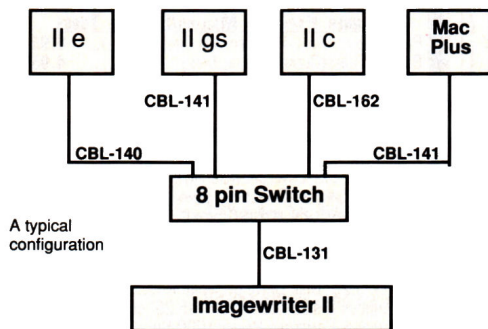 II e
II gs
II c
Mac
Plus
CBL-141
CBL-162
CBL-140
CBL-141
8 pin Switch
A typical
configuration
CBL-131
Imagewriter II